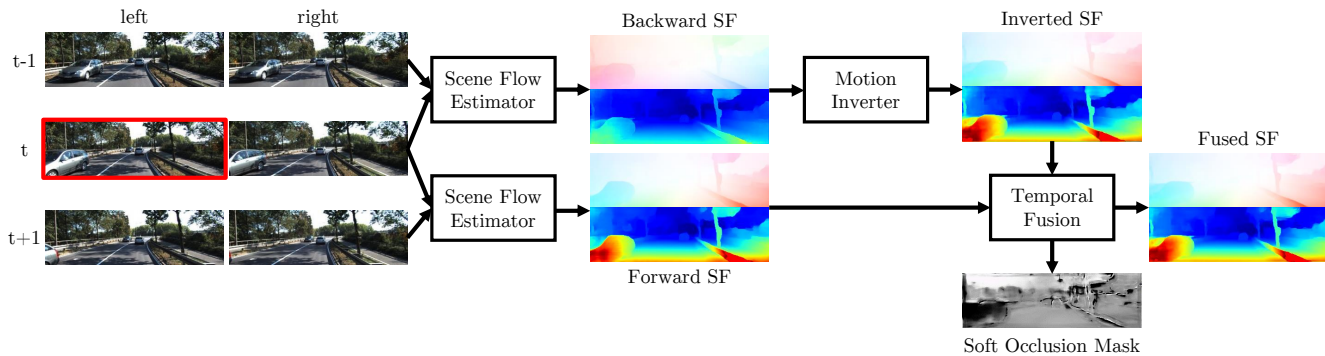 left
right
Backward SF
Inverted SF
t-1
Scene Flow
Estimator
Motion
Inverter
t
Fused SF
Scene Flow
Estimator
Temporal
Fusion
t+1
Forward SF
Soft Occlusion Mask